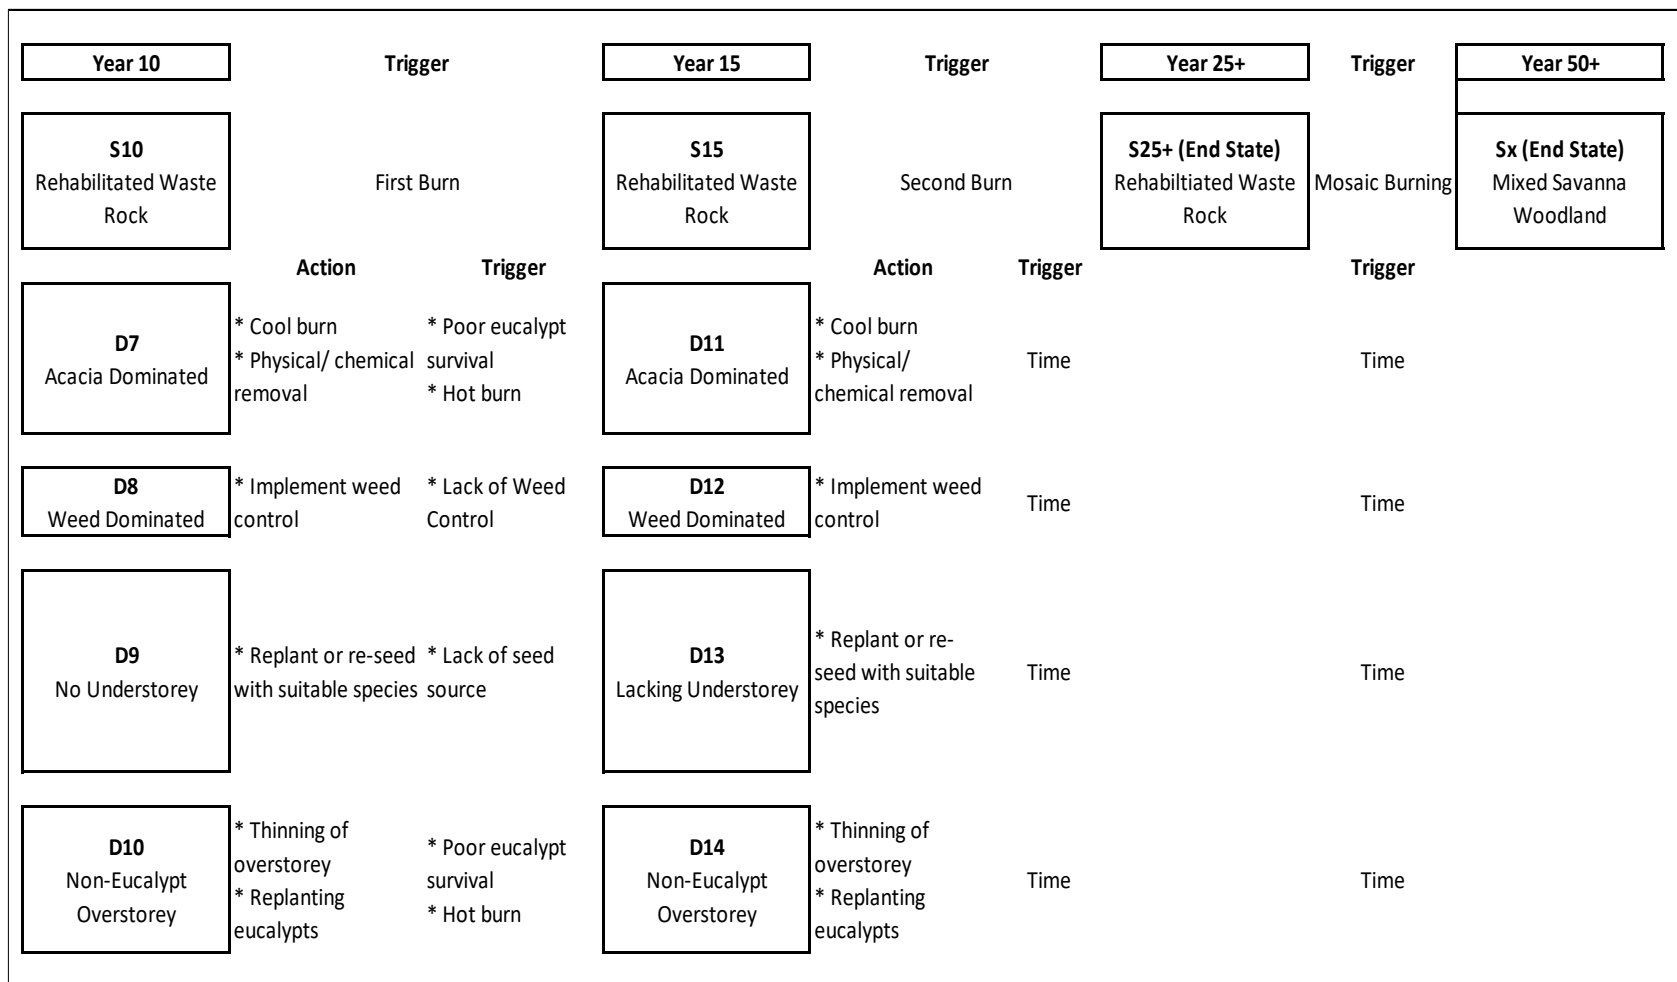 Year 10 Trigger Year 15 Trigger Year 25+ Trigger Year 50+
S10
Rehabilitated Waste
Rock
First Burn
S15
Rehabilitated Waste
Rock
Second Burn
S25+ (End State)
Rehabiltiated Waste
Rock
Mosaic Burning
Sx (End State)
Mixed Savanna
Woodland
Action Trigger Action Trigger Trigger
D7
Acacia Dominated
* Cool burn
* Physical/ chemical
removal
* Poor eucalypt
survival
* Hot burn
D11
Acacia Dominated
* Cool burn
* Physical/
chemical removal
Time
Time
D8
Weed Dominated
* Implement weed
control
* Lack of Weed
Control
D12
Weed Dominated
* Implement weed
control
Time
Time
D9
No Understorey
* Replant or re-seed
with suitable species
* Lack of seed
source
D13
Lacking Understorey
* Replant or re-
seed with suitable
species
Time
Time
D10
Non-Eucalypt
Overstorey
* Thinning of
overstorey
* Replanting
eucalypts
* Poor eucalypt
survival
* Hot burn
D14
Non-Eucalypt
Overstorey
* Thinning of
overstorey
* Replanting
eucalypts
Time
Time